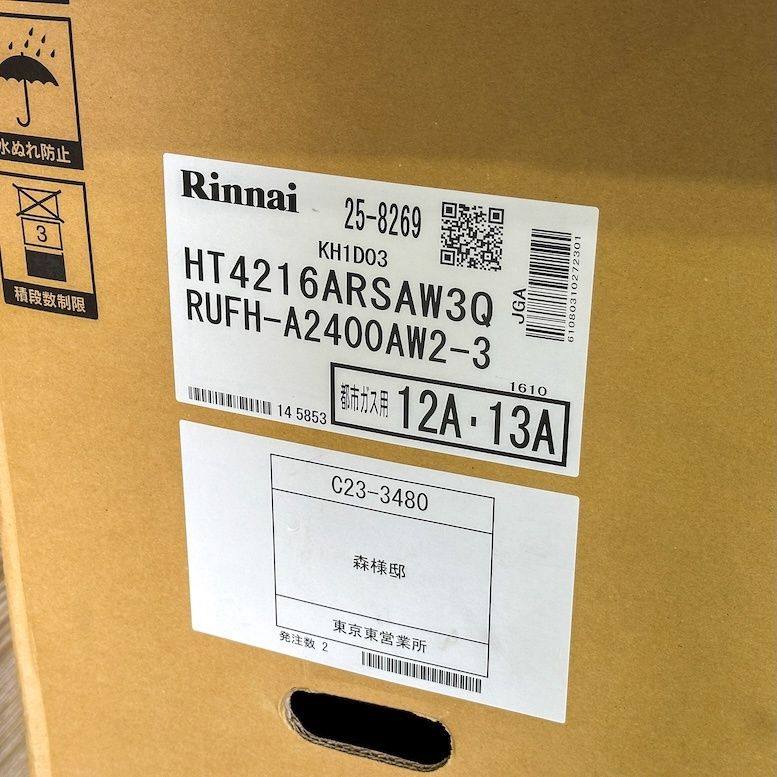 水ぬれ防止
3
積段数制限
Rinnai
25-8269
KH1D03
HT4216ARSAW3Q
RUFH-A2400AW2-3
JGA
61080310272301
1610
14 5853
都市ガス用 12A・13A
C23-3480
森様邸
東京東営業所
発注数 2